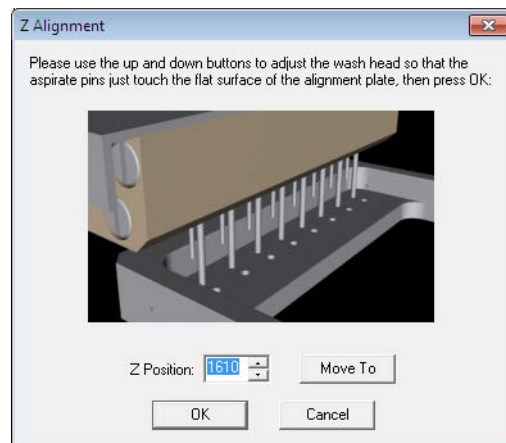 Z Alignment
Please use the up and down buttons to adjust the wash head so that the
aspirate pins just touch the flat surface of the alignment plate, then press OK:
Z Position: 1610 Move To
OK Cancel